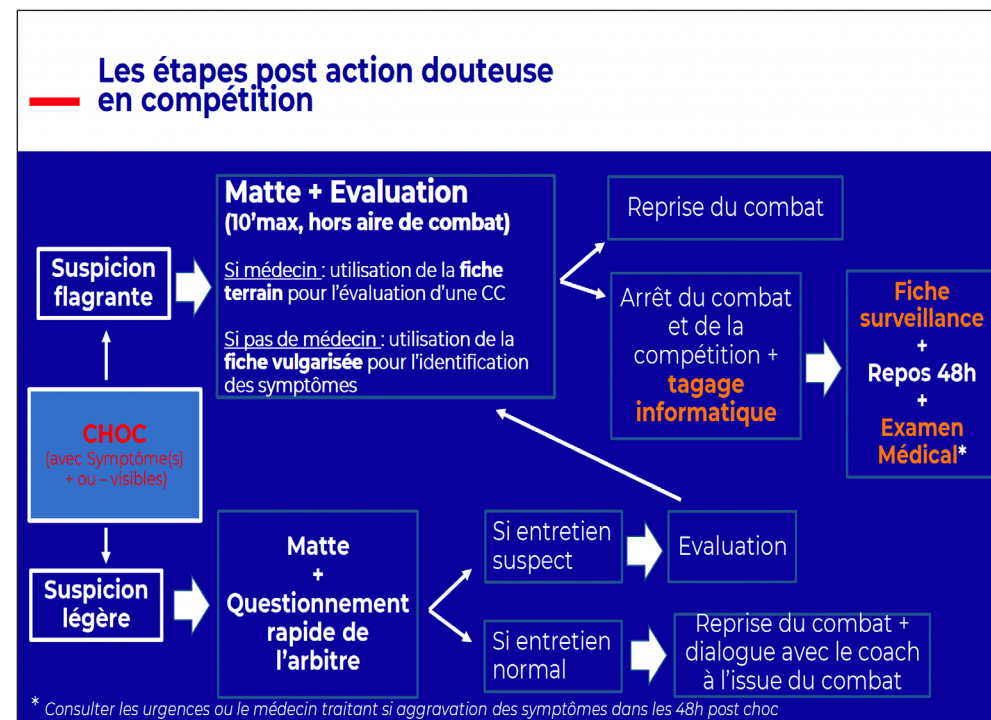 Les étapes post action douteuse
en compétition
Matte + Evaluation
(10'max, hors aire de combat)
Si médecin : utilisation de la fiche
terrain pour l'évaluation d'une CC
Si pas de médecin : utilisation de la
fiche vulgarisée pour l'identification
des symptômes
Suspicion
flagrante
Reprise du combat
Arrêt du combat
et de la
compétition +
tagage
informatique
Fiche
surveillance
+
Repos 48h
+
Examen
Médical*
CHOC
(avec Symptôme(s)
+ ou – visibles)
Suspicion
légère
Matte
+
Questionnement
rapide de
l'arbitre
Si entretien
suspect
Evaluation
Si entretien
normal
Reprise du combat +
dialogue avec le coach
à l'issue du combat
* Consulter les urgences ou le médecin traitant si aggravation des symptômes dans les 48h post choc